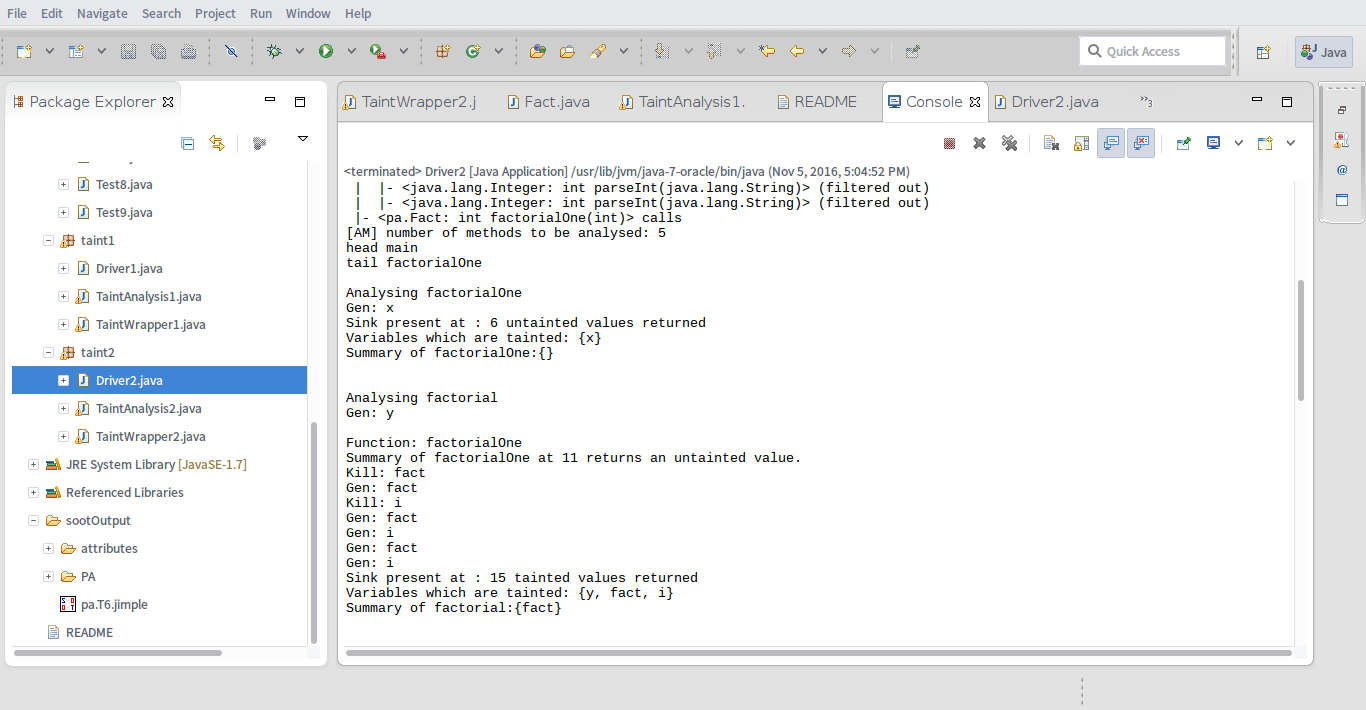 File Edit Navigate Search Project Run Window Help
Quick Access
Java
Package Explorer
Test8.java
Test9.java
taint1
Driver1.java
TaintAnalysis1.java
TaintWrapper1.java
taint2
Driver2.java
TaintAnalysis2.java
TaintWrapper2.java
JRE System Library [JavaSE-1.7]
Referenced Libraries
sootOutput
attributes
PA
pa.T6.jimple
README
TaintWrapper2.j Fact.java TaintAnalysis1. README Console Driver2.java »3
<terminated> Driver2 [Java Application] /usr/lib/jvm/java-7-oracle/bin/java (Nov 5, 2016, 5:04:52 PM)
| |- <java.lang.Integer: int parseInt(java.lang.String)> (filtered out)
| |- <java.lang.Integer: int parseInt(java.lang.String)> (filtered out)
|- <pa.Fact: int factorialOne(int)> calls
[AM] number of methods to be analysed: 5
head main
tail factorialOne
Analysing factorialOne
Gen: x
Sink present at : 6 untainted values returned
Variables which are tainted: {x}
Summary of factorialOne:{}
Analysing factorial
Gen: y
Function: factorialOne
Summary of factorialOne at 11 returns an untainted value.
Kill: fact
Gen: fact
Kill: i
Gen: fact
Gen: i
Gen: fact
Gen: i
Sink present at : 15 tainted values returned
Variables which are tainted: {y, fact, i}
Summary of factorial:{fact}